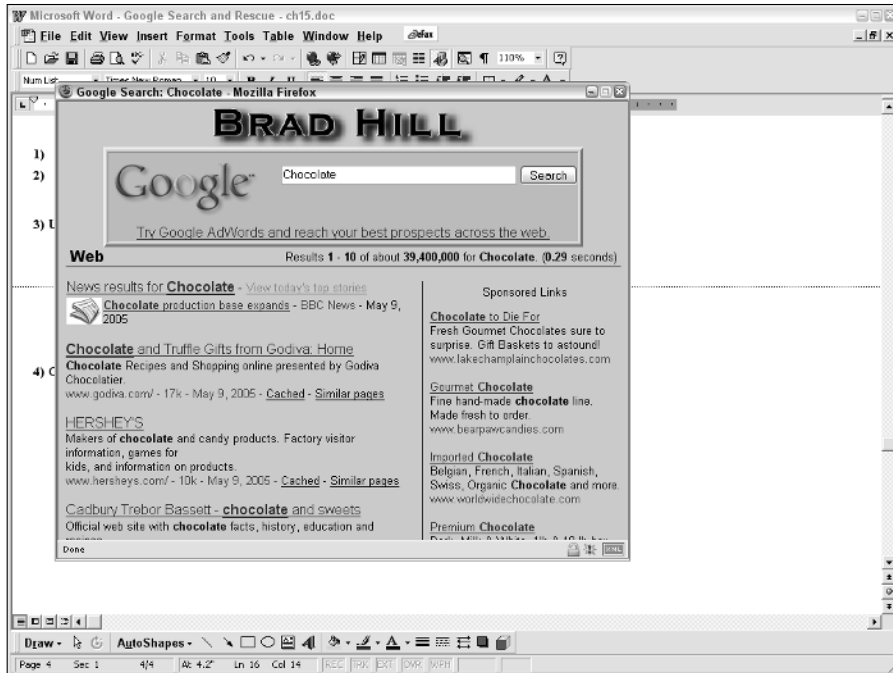 Microsoft Word - Google Search and Rescue - ch15.doc
File Edit View Insert Format Tools Table Window Help eFax
110%
Num List Times New Roman 10 B I U
Google Search: Chocolate - Mozilla Firefox
BRAD HILL
1)
2)
3) U
4) C
Google™ Chocolate Search
Try Google AdWords and reach your best prospects across the web.
Web Results 1 - 10 of about 39,400,000 for Chocolate. (0.29 seconds)
News results for Chocolate - View today's top stories
Chocolate production base expands - BBC News - May 9,
2005
Chocolate and Truffle Gifts from Godiva: Home
Chocolate Recipes and Shopping online presented by Godiva
Chocolatier.
www.godiva.com/ - 17k - May 9, 2005 - Cached - Similar pages
HERSHEY'S
Makers of chocolate and candy products. Factory visitor
information, games for
kids, and information on products.
www.hersheys.com/ - 10k - May 9, 2005 - Cached - Similar pages
Cadbury Trebor Bassett - chocolate and sweets
Official web site with chocolate facts, history, education and
Sponsored Links
Chocolate to Die For
Fresh Gourmet Chocolates sure to
surprise. Gift Baskets to astound!
www.lakechamplainchocolates.com
Gourmet Chocolate
Fine hand-made chocolate line.
Made fresh to order.
www.bearpawcandies.com
Imported Chocolate
Belgian, French, Italian, Spanish,
Swiss, Organic Chocolate and more.
www.worldwidechocolate.com
Premium Chocolate
Done XML
Draw AutoShapes
Page 4 Sec 1 4/4 At 4.2" Ln 16 Col 14 REC TRK EXT OVR WPH